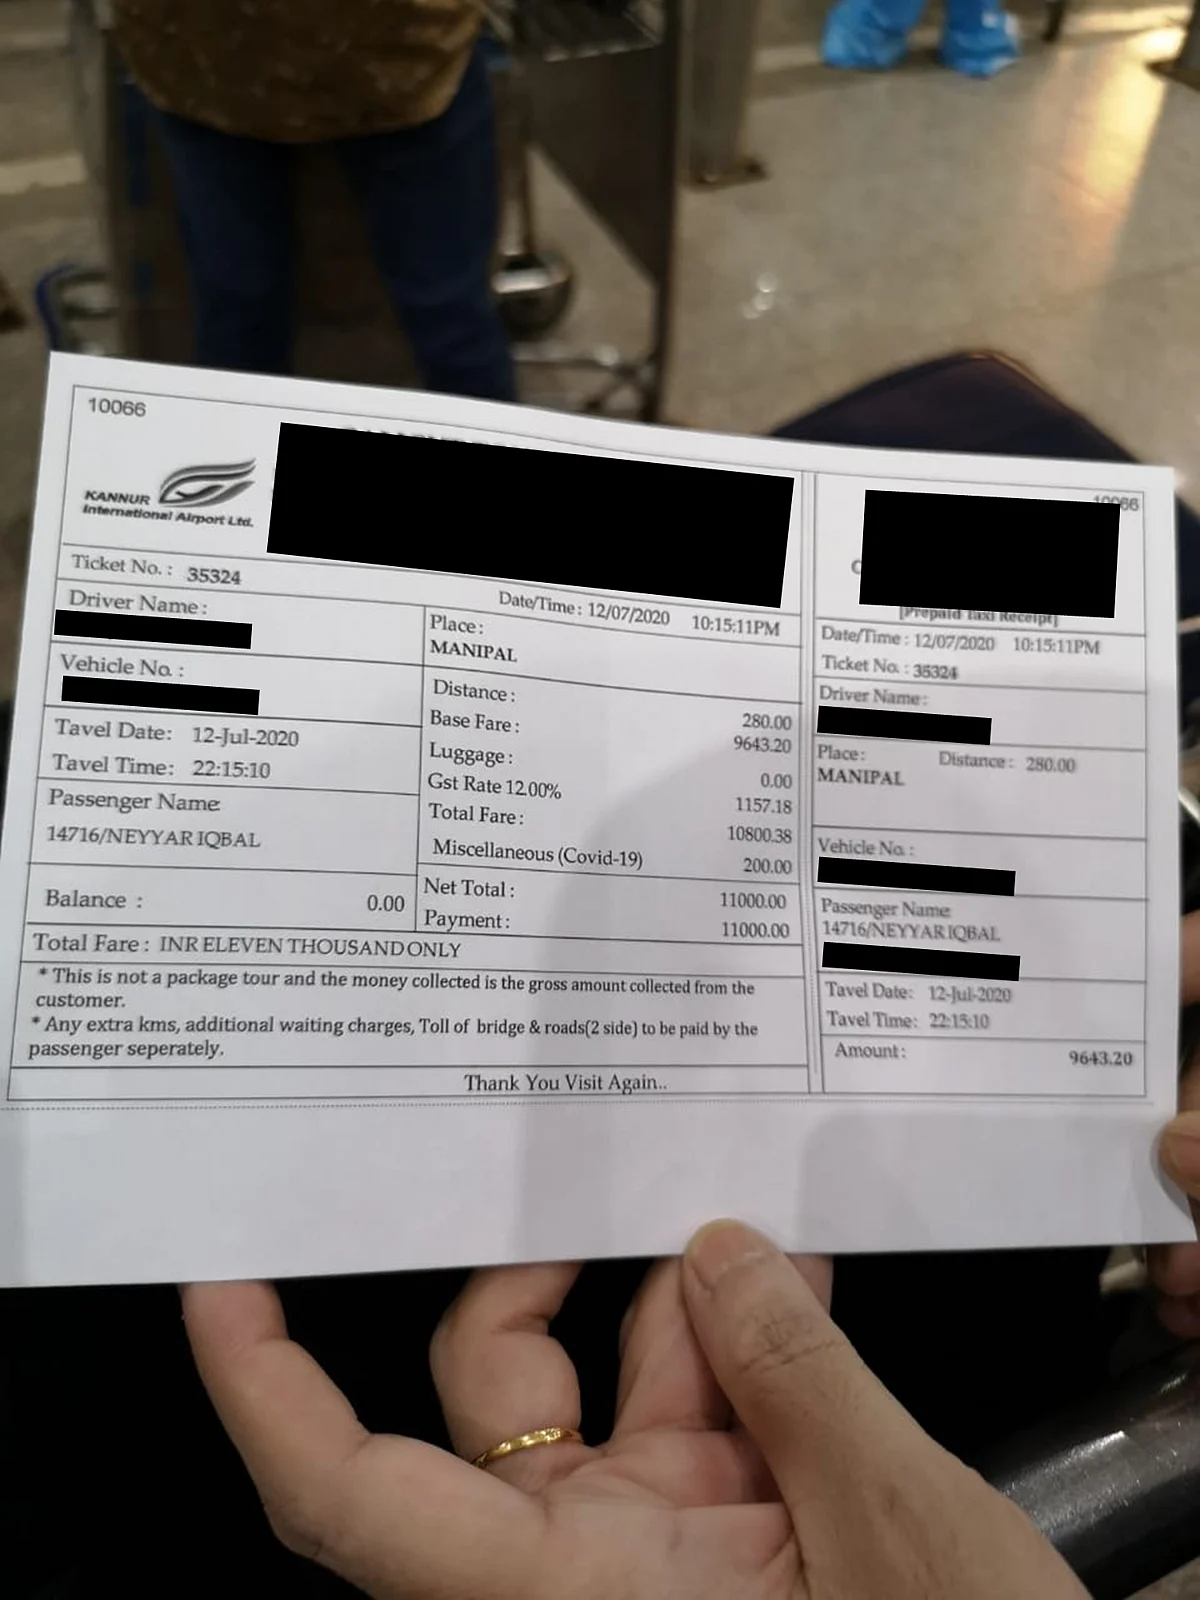 10066
KANNUR
International Airport Ltd.
Ticket No. : 35324
Date/Time : 12/07/2020 10:15:11PM
Driver Name :
Vehicle No. :
Tavel Date: 12-Jul-2020
Tavel Time: 22:15:10
Passenger Name
14716/NEYYAR IQBAL
Balance : 0.00
Place :
MANIPAL
Distance : 280.00
Base Fare : 9643.20
Luggage : 0.00
Gst Rate 12.00% 1157.18
Total Fare : 10800.38
Miscellaneous (Covid-19) 200.00
Net Total : 11000.00
Payment : 11000.00
Total Fare : INR ELEVEN THOUSAND ONLY
* This is not a package tour and the money collected is the gross amount collected from the
customer.
* Any extra kms, additional waiting charges, Toll of bridge & roads(2 side) to be paid by the
passenger seperately.
Thank You Visit Again..
10066
[Prepaid Taxi Receipt]
Date/Time : 12/07/2020 10:15:11PM
Ticket No. : 35324
Driver Name :
Place : Distance : 280.00
MANIPAL
Vehicle No. :
Passenger Name
14716/NEYYAR IQBAL
Tavel Date: 12-Jul-2020
Tavel Time: 22:15:10
Amount : 9643.20